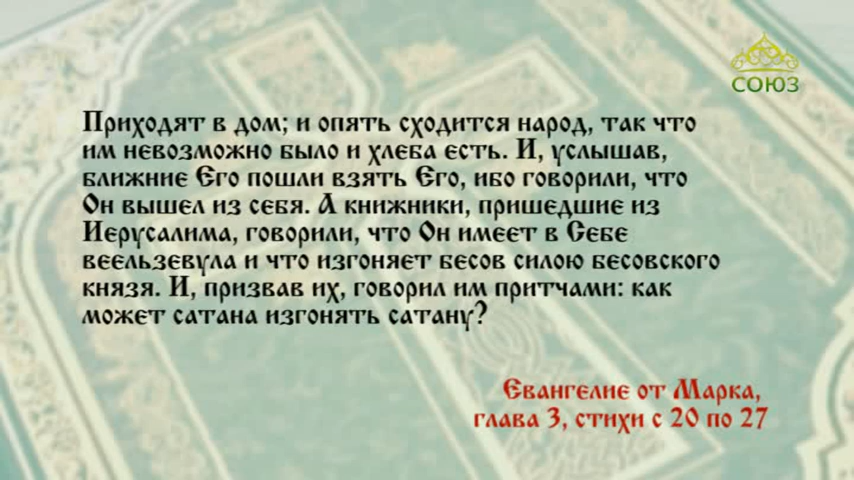 СОЮЗ
Приходят в дом; и опять сходится народ, так что
им невозможно было и хлеба есть. И, услышав,
ближние Его пошли взять Его, ибо говорили, что
Он вышел из себя. А книжники, пришедшие из
Иерусалима, говорили, что Он имеет в Себе
веельзевула и что изгоняет бесов силою бесовского
князя. И, призвав их, говорил им притчами: как
может сатана изгонять сатану?
Евангелие от Марка,
глава 3, стихи с 20 по 27